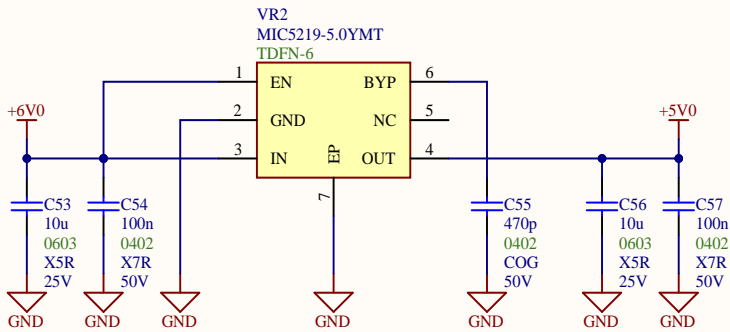 VR2
MIC5219-5.0YMT
TDFN-6
1
EN
BYP
6
+6V0
2
GND
NC
5
+5V0
3
IN
EP
OUT
4
7
C53
10u
0603
X5R
25V
C54
100n
0402
X7R
50V
C55
470p
0402
COG
50V
C56
10u
0603
X5R
25V
C57
100n
0402
X7R
50V
GND
GND
GND
GND
GND
GND
GND